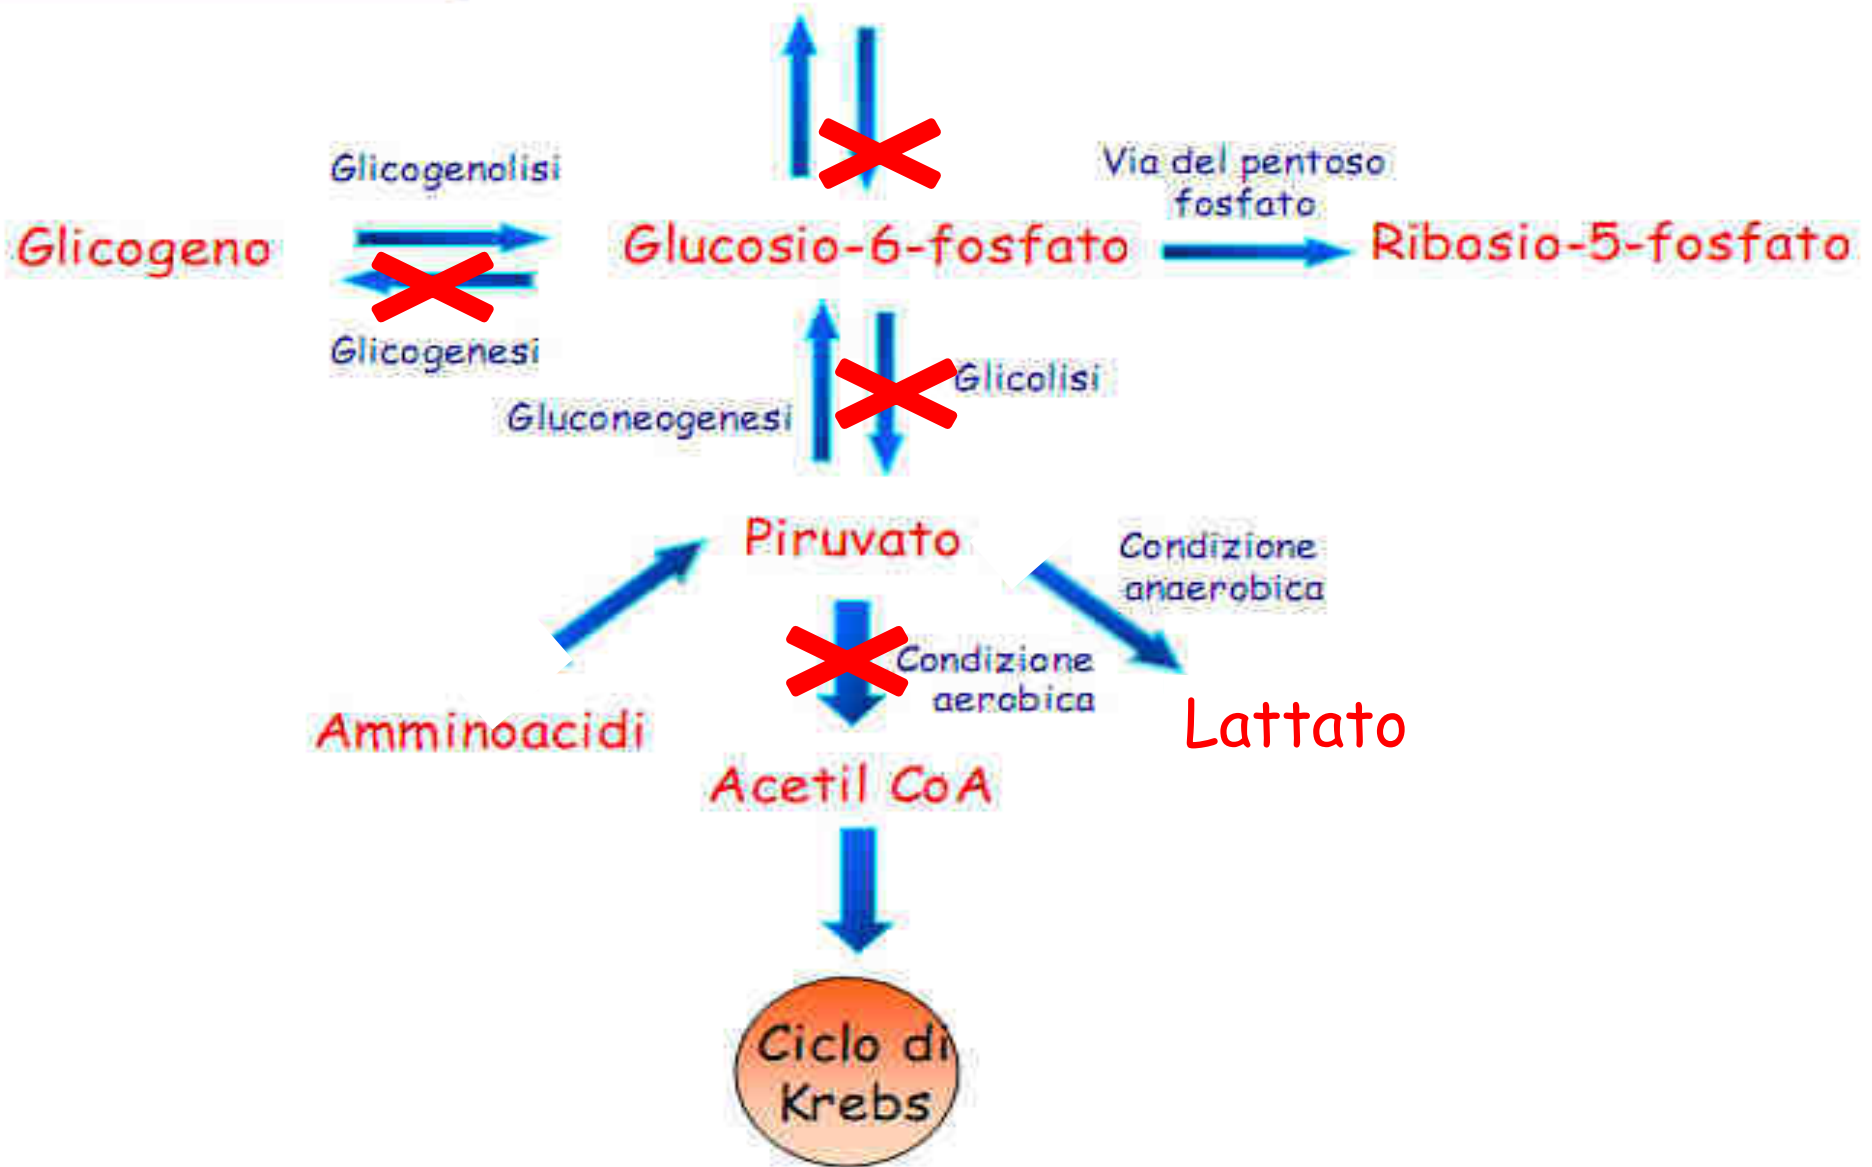 Glicogenolisi
Via del pentoso
fosfato
Glicogeno
Glucosio-6-fosfato
Ribosio-5-fosfato
Glicogenesi
Glicolisi
Gluconeogenesi
Piruvato
Condizione
anaerobica
Condizione
aerobica
Amminoacidi
Lattato
Acetil CoA
Ciclo di
Krebs